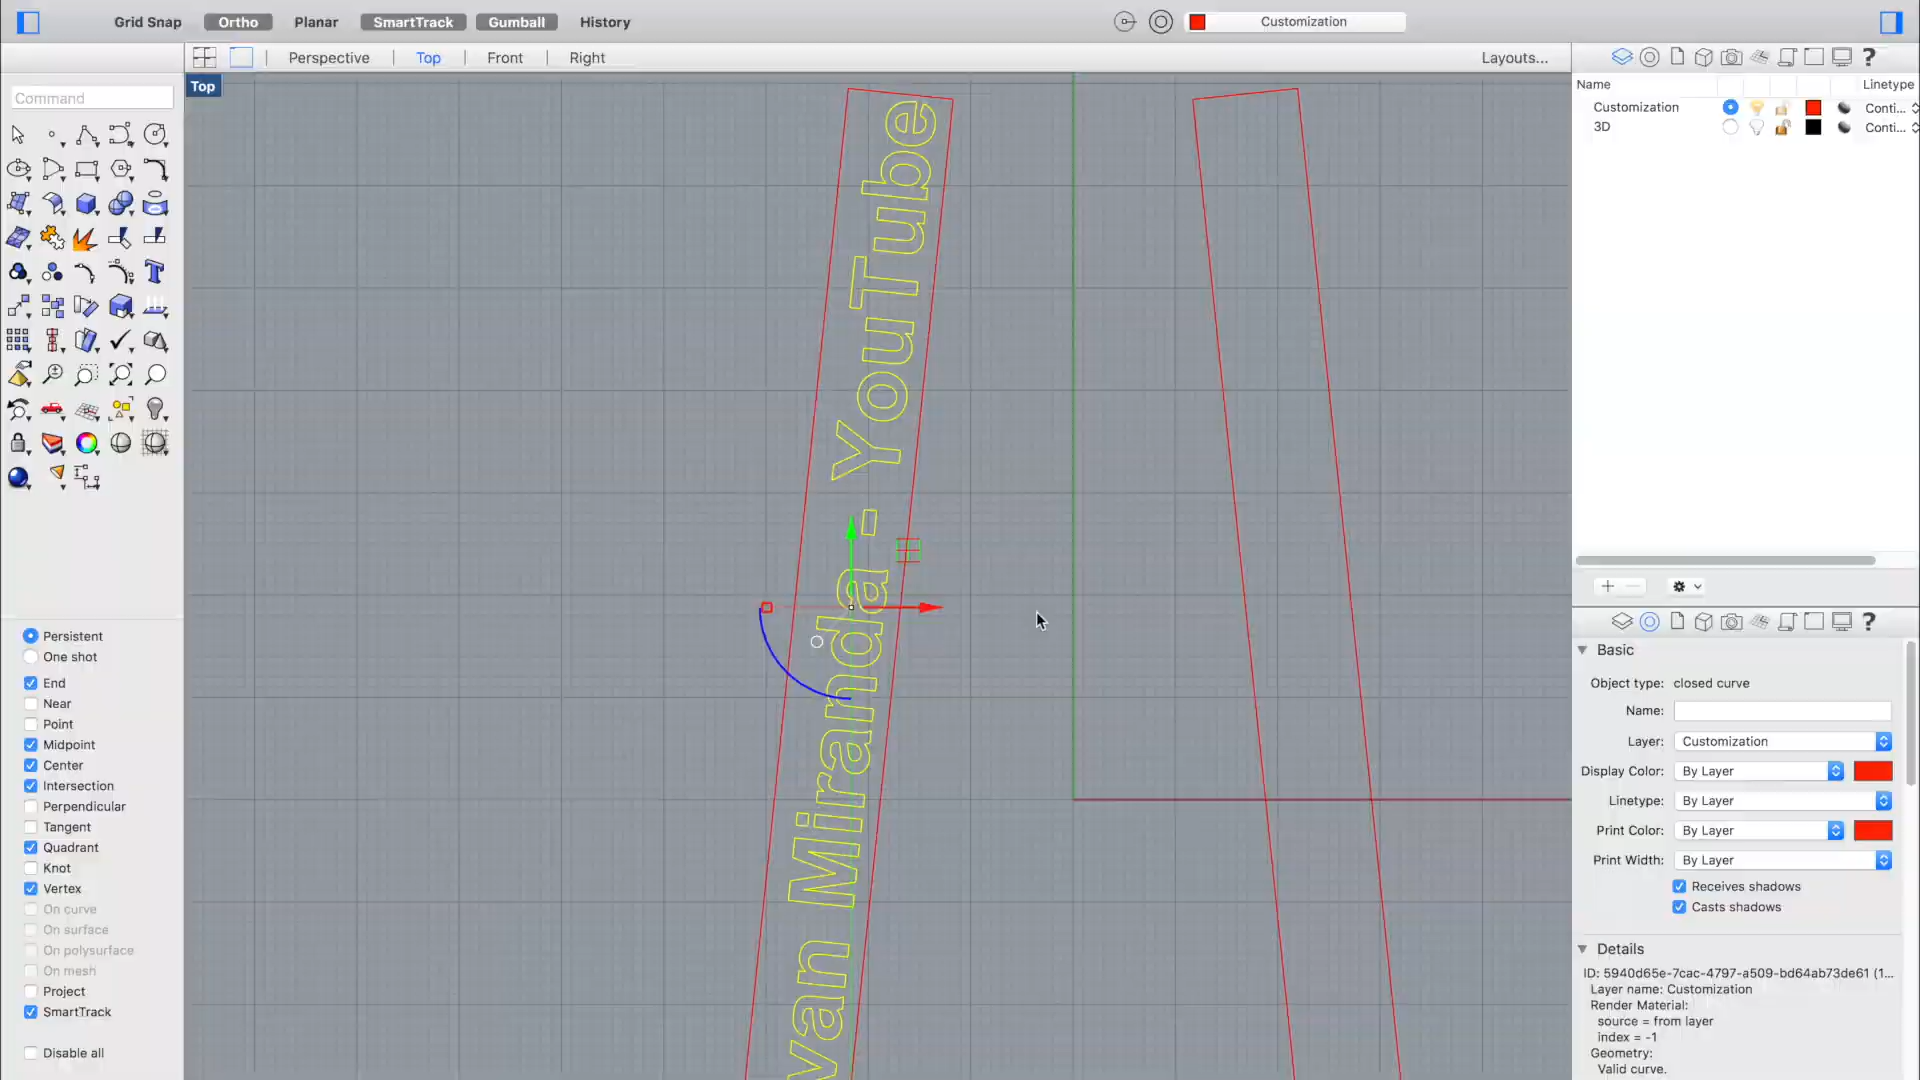 Grid Snap Ortho Planar SmartTrack Gumball History Customization
Perspective Top Front Right Layouts...
Top
Command
Persistent
One shot
End
Near
Point
Midpoint
Center
Intersection
Perpendicular
Tangent
Quadrant
Knot
Vertex
On curve
On surface
On polysurface
On mesh
Project
SmartTrack
Disable all
van Miranda - YouTube
Name Linetype
Customization Conti...
3D Conti...
Basic
Object type: closed curve
Name:
Layer: Customization
Display Color: By Layer
Linetype: By Layer
Print Color: By Layer
Print Width: By Layer
Receives shadows
Casts shadows
Details
ID: 5940d65e-7cac-4797-a509-bd64ab73de61 (1...
Layer name: Customization
Render Material:
source = from layer
index = -1
Geometry:
Valid curve.